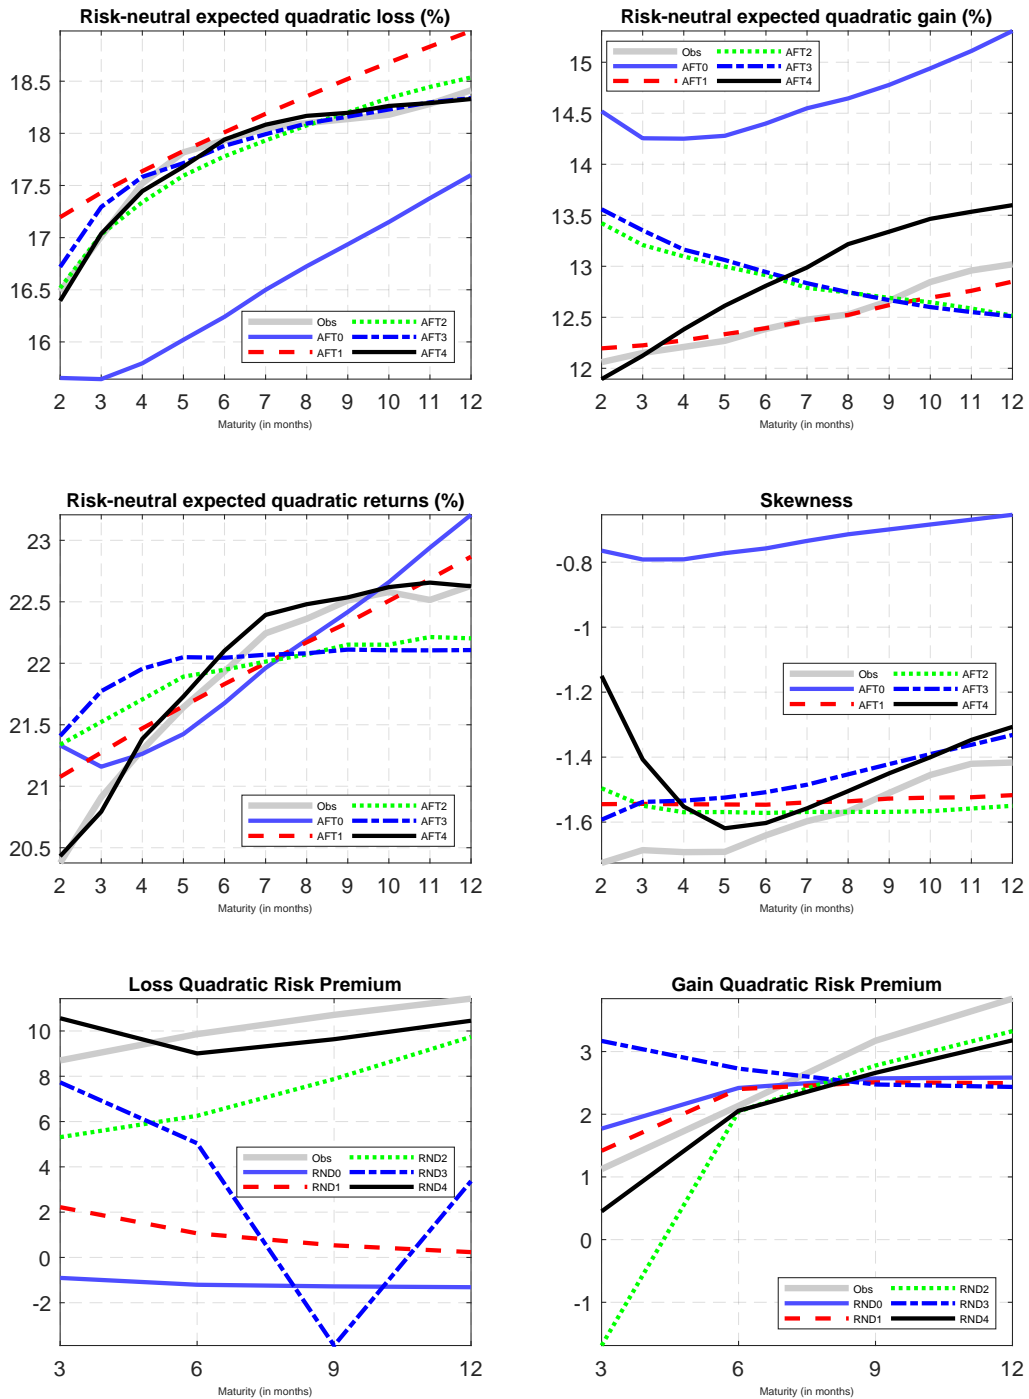 Risk-neutral expected quadratic loss (%)
18.5
18
17.5
17
16.5
16
Obs
AFT0
AFT1
AFT2
AFT3
AFT4
2 3 4 5 6 7 8 9 10 11 12
Maturity (in months)
Risk-neutral expected quadratic gain (%)
15
14.5
14
13.5
13
12.5
12
Obs
AFT0
AFT1
AFT2
AFT3
AFT4
2 3 4 5 6 7 8 9 10 11 12
Maturity (in months)
Risk-neutral expected quadratic returns (%)
23
22.5
22
21.5
21
20.5
Obs
AFT0
AFT1
AFT2
AFT3
AFT4
2 3 4 5 6 7 8 9 10 11 12
Maturity (in months)
Skewness
-0.8
-1
-1.2
-1.4
-1.6
Obs
AFT0
AFT1
AFT2
AFT3
AFT4
2 3 4 5 6 7 8 9 10 11 12
Maturity (in months)
Loss Quadratic Risk Premium
10
8
6
4
2
0
-2
Obs
RND0
RND1
RND2
RND3
RND4
3 6 9 12
Maturity (in months)
Gain Quadratic Risk Premium
3
2
1
0
-1
Obs
RND0
RND1
RND2
RND3
RND4
3 6 9 12
Maturity (in months)